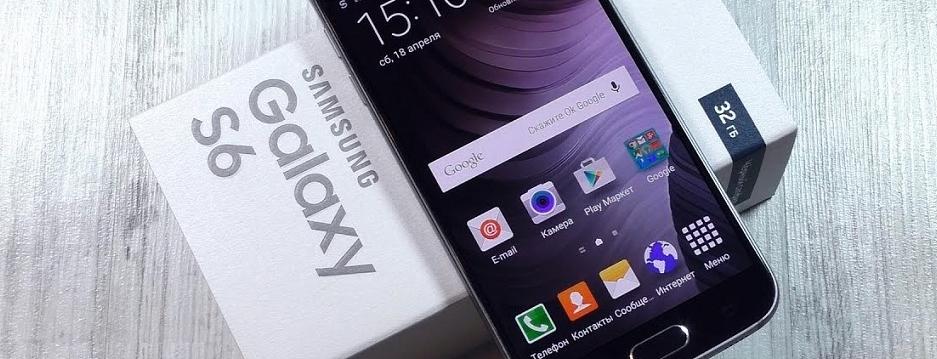 SAMSUNG
Galaxy
S6
15:10
сб, 18 апреля
Google
Скажите Ok Google
E-mail
Камера
Play Маркет
Google
Телефон
Контакты
Сообще...
Интернет
Меню
32 ГБ